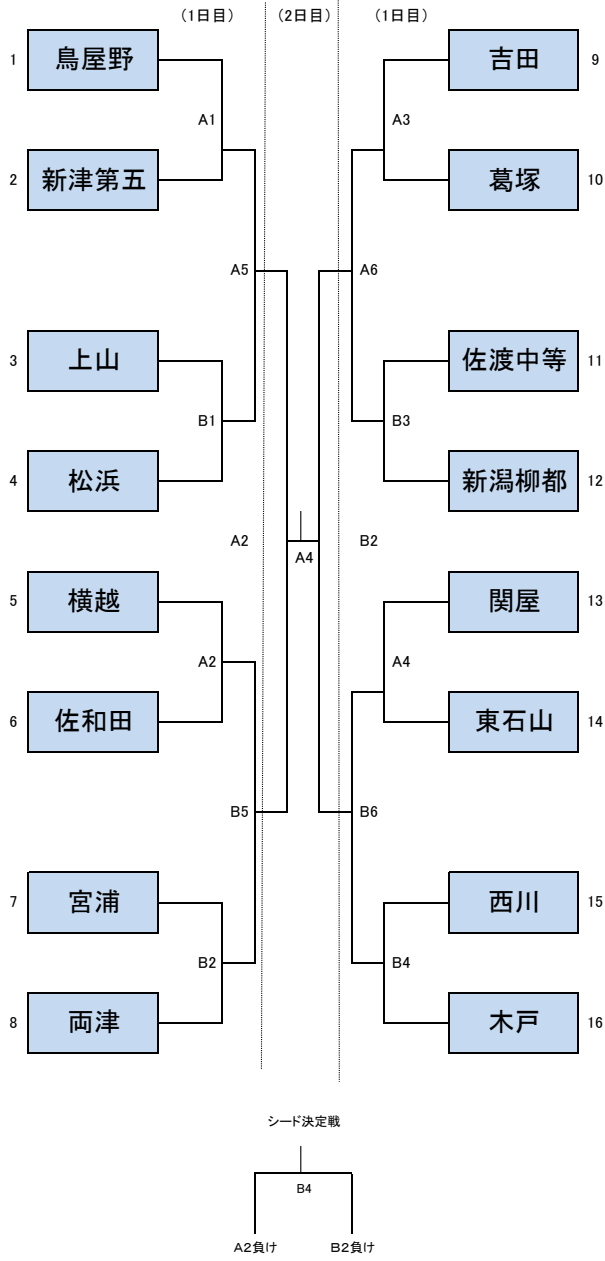 （1日目）
（2日目）
（1日目）
1 鳥屋野
A1
2 新津第五
A5
3 上山
B1
4 松浜
A2
5 横越
A2
6 佐和田
B5
7 宮浦
B2
8 両津
A4
吉田 9
A3
葛塚 10
A6
佐渡中等 11
B3
新潟柳都 12
B2
関屋 13
A4
東石山 14
B6
西川 15
B4
木戸 16
シード決定戦
B4
A2負け
B2負け